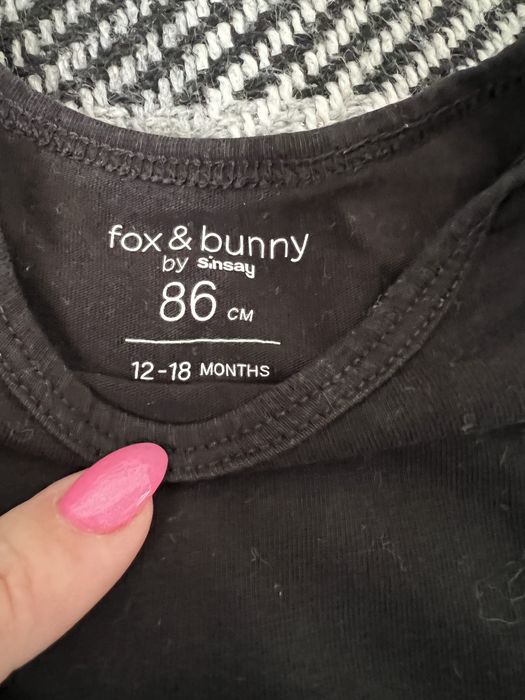 fox & bunny
by sinsay
86 CM
12-18 MONTHS